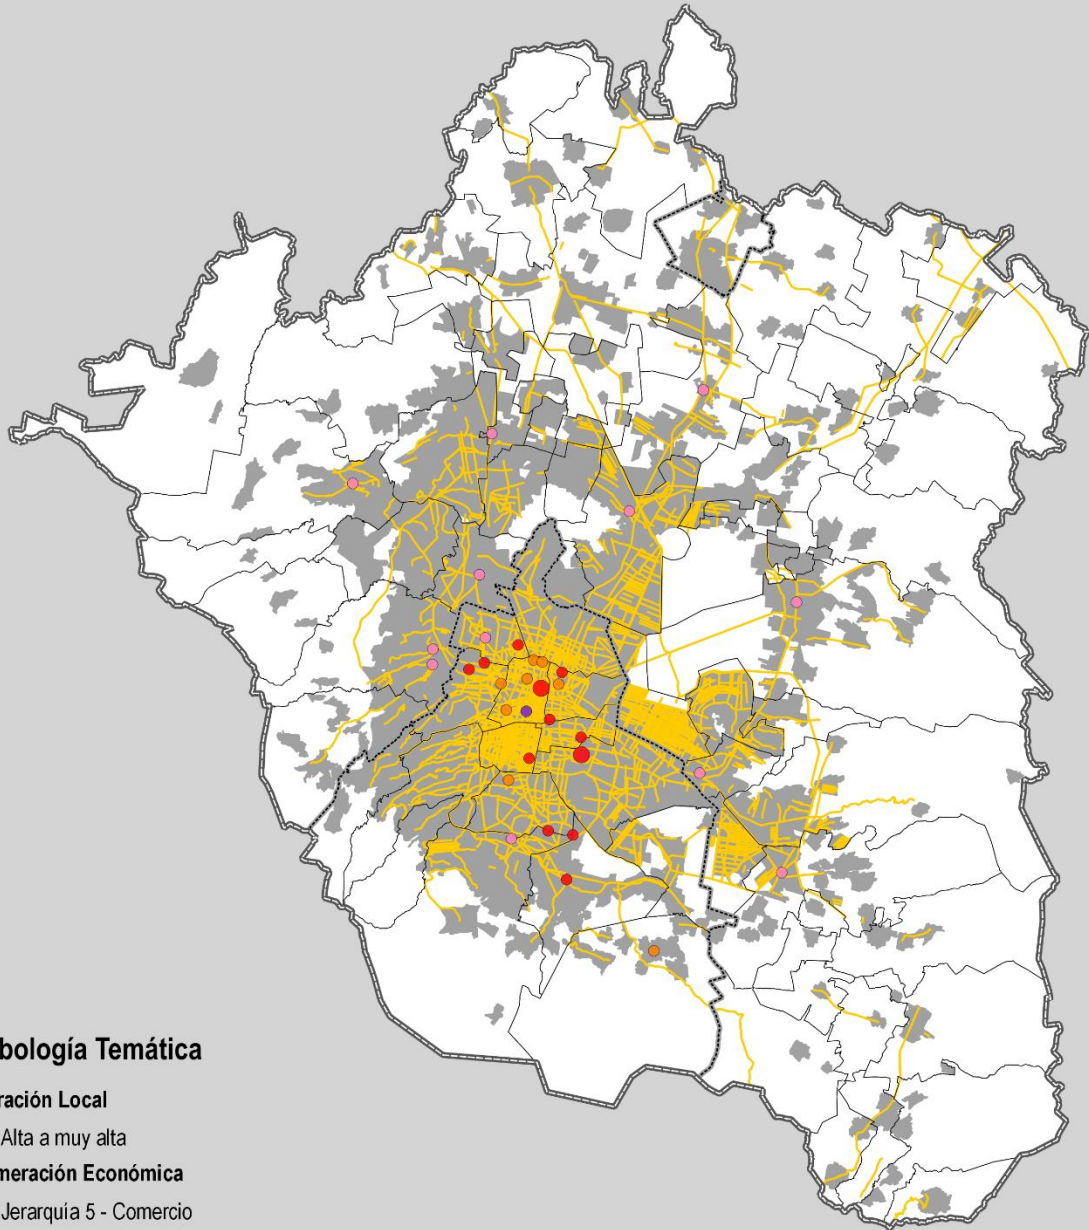 bología Temática
ración Local
Alta a muy alta
meración Económica
Jerarquía 5 - Comercio